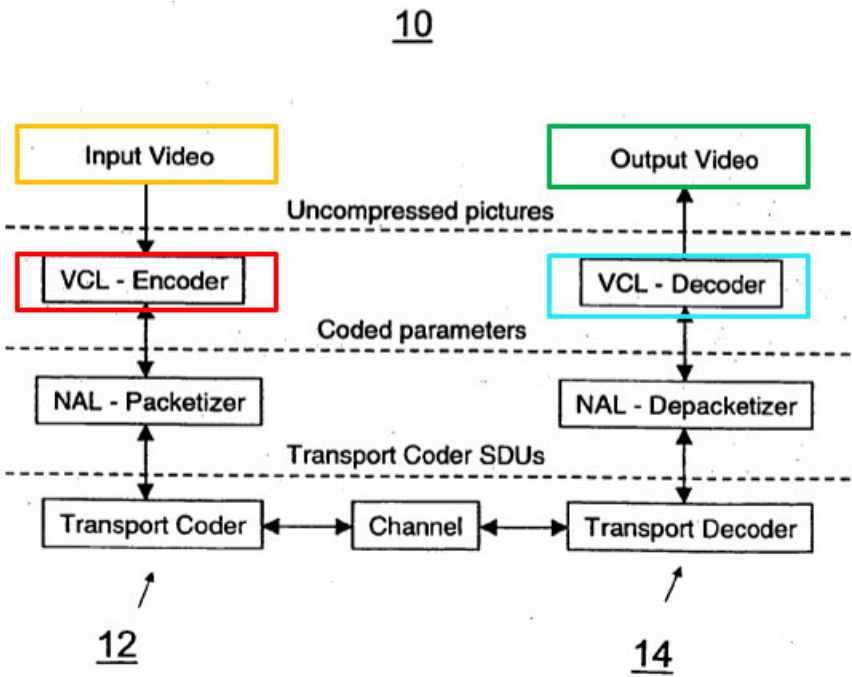 10
Input Video
Output Video
Uncompressed pictures
VCL - Encoder
VCL - Decoder
Coded parameters
NAL - Packetizer
NAL - Depacketizer
Transport Coder SDUs
Transport Coder
Channel
Transport Decoder
12
14